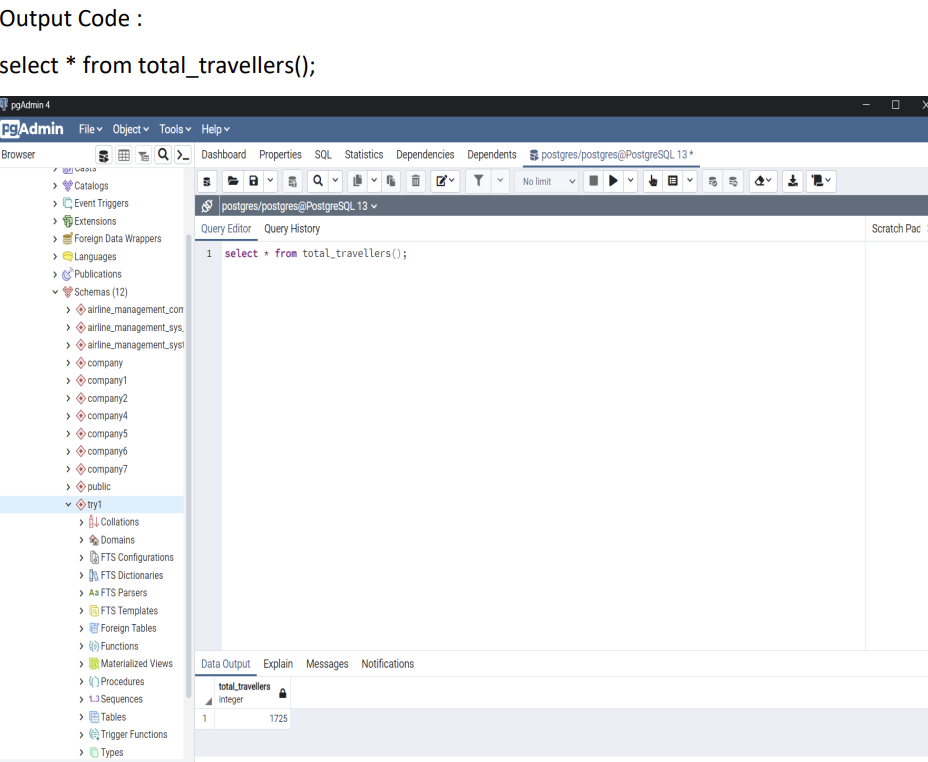 Output Code :
select * from total_travellers();
pgAdmin 4
pgAdmin File Object Tools Help
Browser
Dashboard Properties SQL Statistics Dependencies Dependents postgres/postgres@PostgreSQL 13 *
No limit
postgres/postgres@PostgreSQL 13
Query Editor Query History
Scratch Pad
1 select * from total_travellers();
Casts
Catalogs
Event Triggers
Extensions
Foreign Data Wrappers
Languages
Publications
Schemas (12)
airline_management_com
airline_management_sys_
airline_management_syst
company
company1
company2
company4
company5
company6
company7
public
try1
Collations
Domains
FTS Configurations
FTS Dictionaries
Aa FTS Parsers
FTS Templates
Foreign Tables
Functions
Materialized Views
Procedures
1..3 Sequences
Tables
Trigger Functions
Types
Data Output Explain Messages Notifications
total_travellers
integer
1 1725